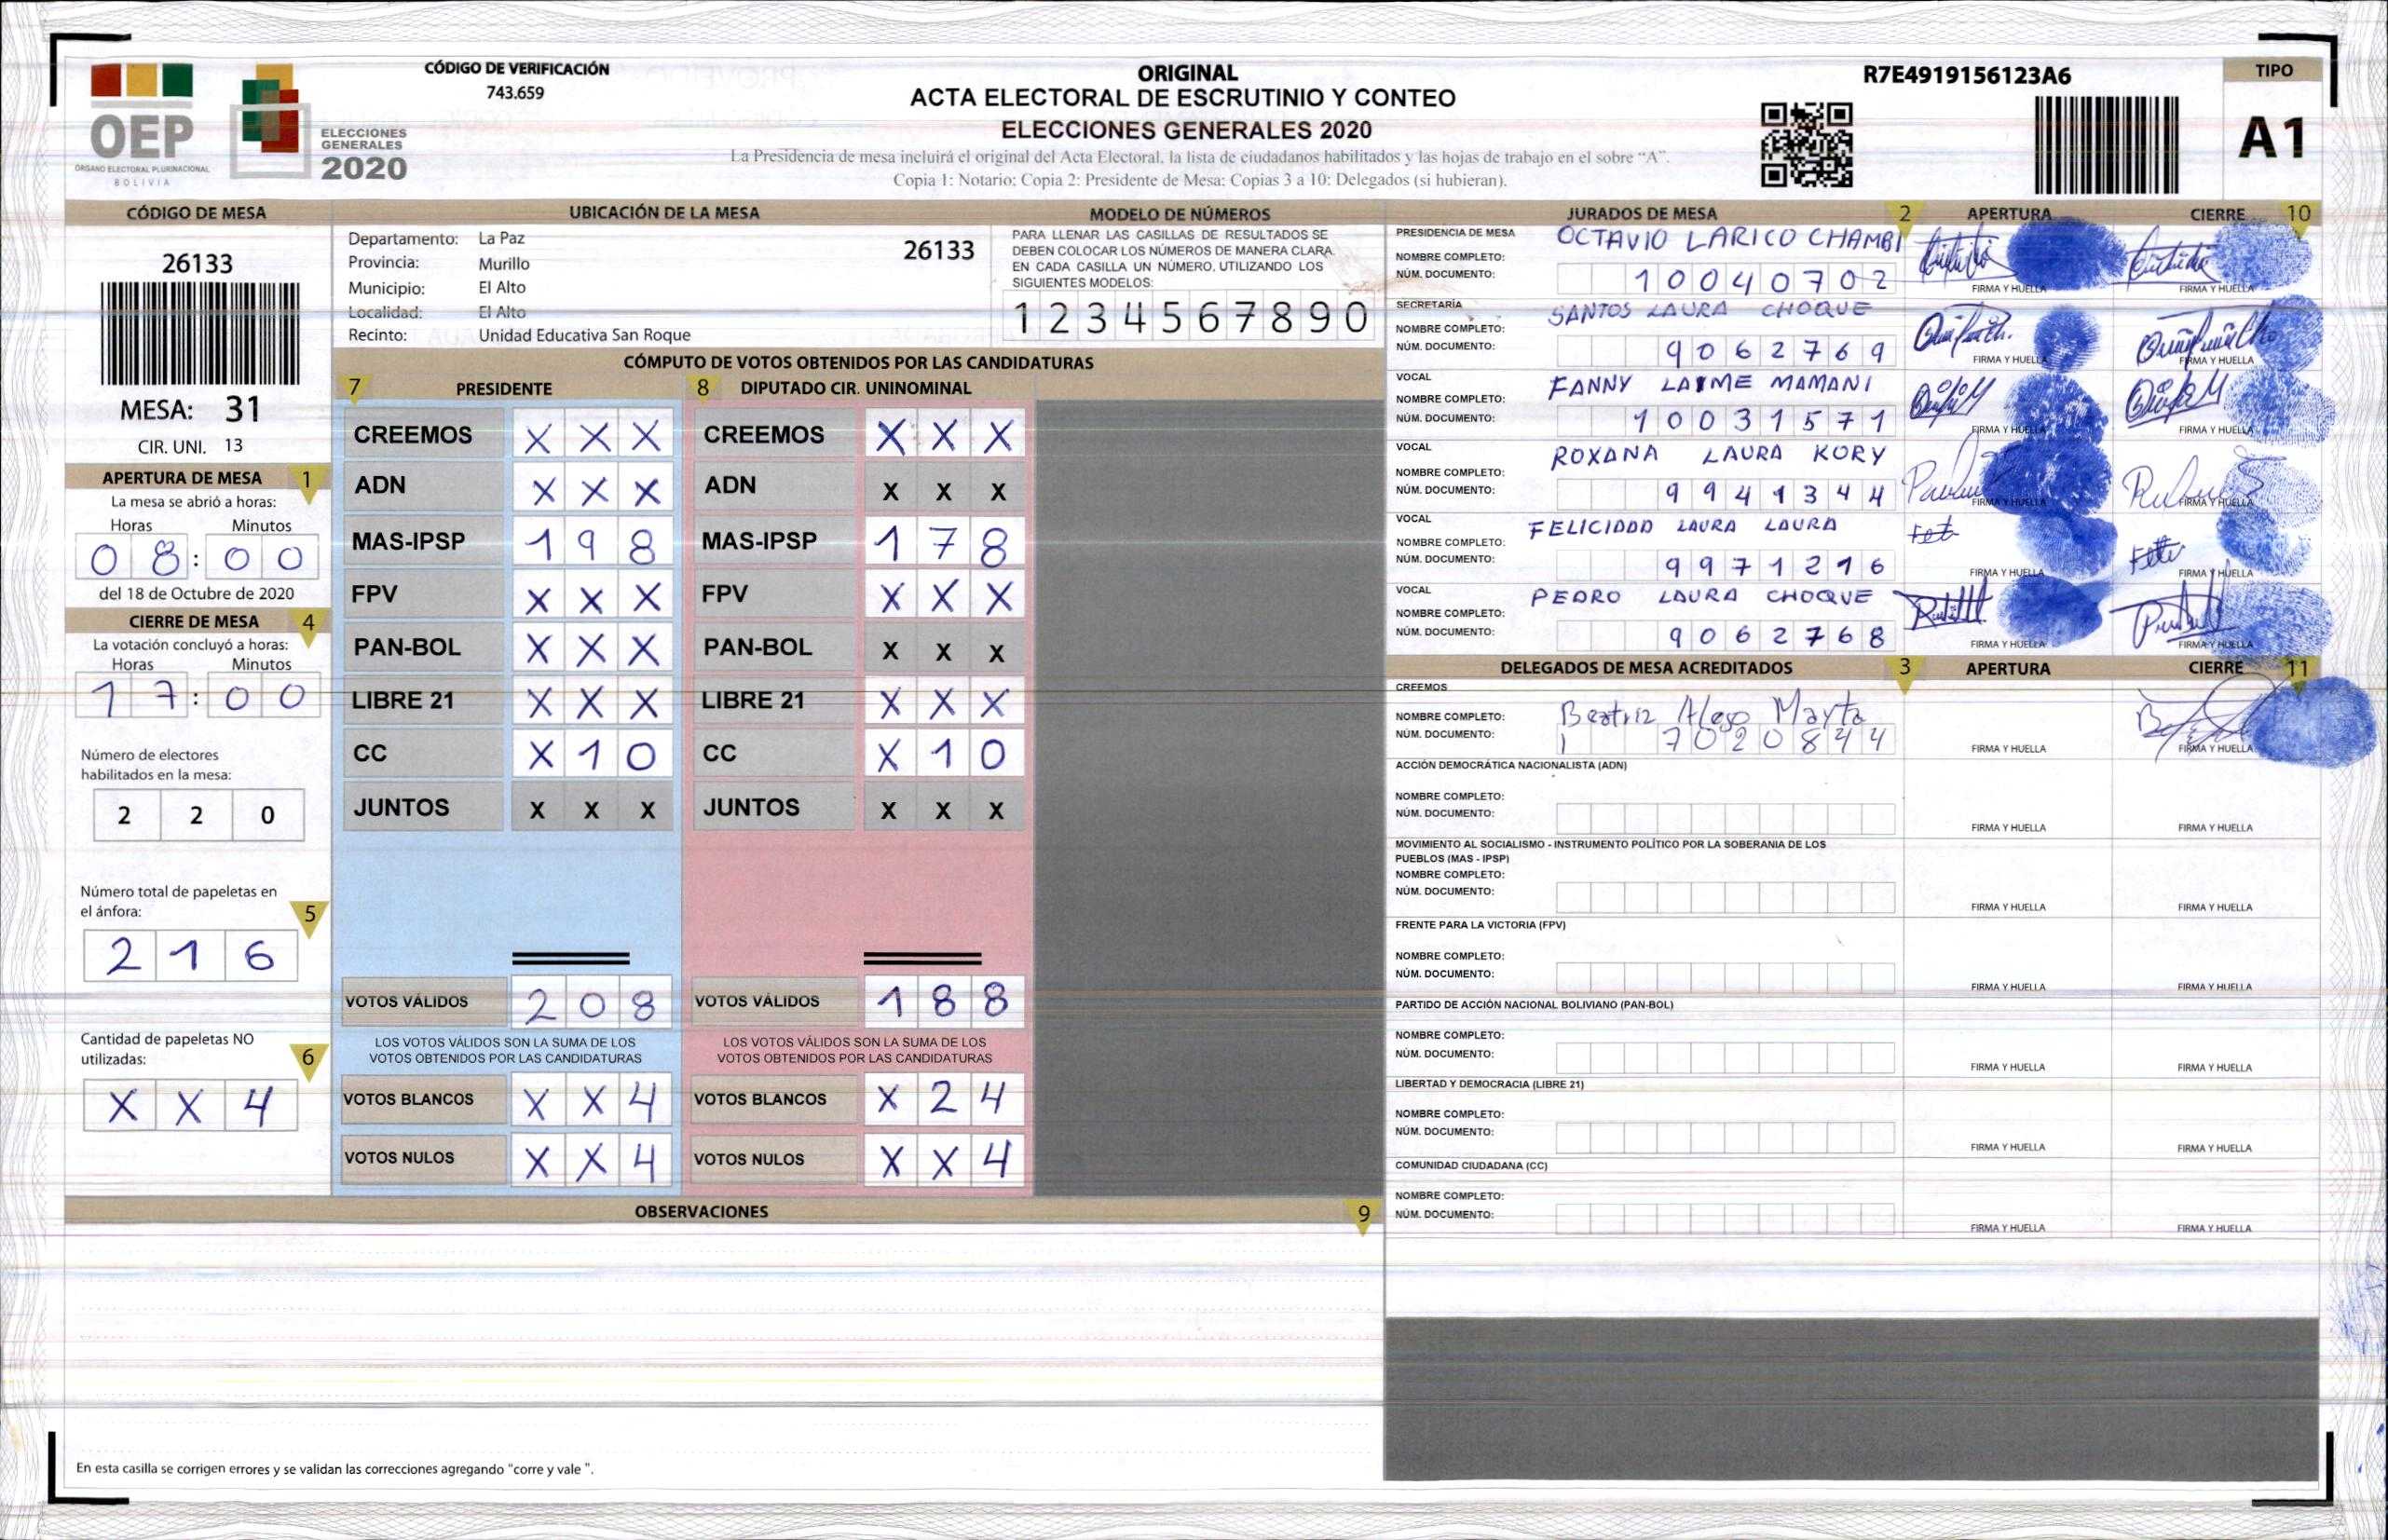 CÓDIGO DE VERIFICACIÓN
743.659
OEP
ÓRGANO ELECTORAL PLURINACIONAL
BOLIVIA
ELECCIONES
GENERALES
2020
ORIGINAL
ACTA ELECTORAL DE ESCRUTINIO Y CONTEO
ELECCIONES GENERALES 2020
La Presidencia de mesa incluirá el original del Acta Electoral, la lista de ciudadanos habilitados y las hojas de trabajo en el sobre “A”.
Copia 1: Notario; Copia 2: Presidente de Mesa; Copias 3 a 10: Delegados (si hubieran).
R7E4919156123A6
TIPO
A1
CÓDIGO DE MESA
26133
MESA: 31
CIR. UNI. 13
APERTURA DE MESA 1
La mesa se abrió a horas:
Horas Minutos
08:00
del 18 de Octubre de 2020
CIERRE DE MESA 4
La votación concluyó a horas:
Horas Minutos
17:00
Número de electores
habilitados en la mesa:
2 2 0
Número total de papeletas en
el ánfora: 5
2 1 6
Cantidad de papeletas NO
utilizadas: 6
X X 4
UBICACIÓN DE LA MESA
Departamento: La Paz
26133
Provincia: Murillo
Municipio: El Alto
Localidad: El Alto
Recinto: Unidad Educativa San Roque
MODELO DE NÚMEROS
PARA LLENAR LAS CASILLAS DE RESULTADOS SE
DEBEN COLOCAR LOS NÚMEROS DE MANERA CLARA
EN CADA CASILLA UN NÚMERO, UTILIZANDO LOS
SIGUIENTES MODELOS:
1 2 3 4 5 6 7 8 9 0
CÓMPUTO DE VOTOS OBTENIDOS POR LAS CANDIDATURAS
7 PRESIDENTE
CREEMOS X X X
ADN X X X
MAS-IPSP 1 9 8
FPV X X X
PAN-BOL X X X
LIBRE 21 X X X
CC X 1 0
JUNTOS X X X
VOTOS VÁLIDOS 2 0 8
LOS VOTOS VÁLIDOS SON LA SUMA DE LOS
VOTOS OBTENIDOS POR LAS CANDIDATURAS
VOTOS BLANCOS X X 4
VOTOS NULOS X X 4
8 DIPUTADO CIR. UNINOMINAL
CREEMOS X X X
ADN X X X
MAS-IPSP 1 7 8
FPV X X X
PAN-BOL X X X
LIBRE 21 X X X
CC X 1 0
JUNTOS X X X
VOTOS VÁLIDOS 1 8 8
LOS VOTOS VÁLIDOS SON LA SUMA DE LOS
VOTOS OBTENIDOS POR LAS CANDIDATURAS
VOTOS BLANCOS X 2 4
VOTOS NULOS X X 4
OBSERVACIONES 9
En esta casilla se corrigen errores y se validan las correcciones agregando “corre y vale ”.
JURADOS DE MESA 2 APERTURA CIERRE 10
PRESIDENCIA DE MESA
NOMBRE COMPLETO: OCTAVIO LARICO CHAMBI
NÚM. DOCUMENTO: 10040702
FIRMA Y HUELLA FIRMA Y HUELLA
SECRETARÍA
NOMBRE COMPLETO: SANTOS LAURA CHOQUE
NÚM. DOCUMENTO: 9062769
FIRMA Y HUELLA FIRMA Y HUELLA
VOCAL
NOMBRE COMPLETO: FANNY LAIME MAMANI
NÚM. DOCUMENTO: 10031571
FIRMA Y HUELLA FIRMA Y HUELLA
VOCAL
NOMBRE COMPLETO: ROXANA LAURA KORY
NÚM. DOCUMENTO: 9941344
FIRMA Y HUELLA FIRMA Y HUELLA
VOCAL
NOMBRE COMPLETO: FELICIDAD LAURA LAURA
NÚM. DOCUMENTO: 9971216
FIRMA Y HUELLA FIRMA Y HUELLA
VOCAL
NOMBRE COMPLETO: PEDRO LAURA CHOQUE
NÚM. DOCUMENTO: 9062768
FIRMA Y HUELLA FIRMA Y HUELLA
DELEGADOS DE MESA ACREDITADOS 3 APERTURA CIERRE 11
CREEMOS
NOMBRE COMPLETO: Beatriz Mayta
NÚM. DOCUMENTO: 7020844
FIRMA Y HUELLA FIRMA Y HUELLA
ACCIÓN DEMOCRÁTICA NACIONALISTA (ADN)
NOMBRE COMPLETO:
NÚM. DOCUMENTO:
FIRMA Y HUELLA FIRMA Y HUELLA
MOVIMIENTO AL SOCIALISMO - INSTRUMENTO POLÍTICO POR LA SOBERANIA DE LOS
PUEBLOS (MAS - IPSP)
NOMBRE COMPLETO:
NÚM. DOCUMENTO:
FIRMA Y HUELLA FIRMA Y HUELLA
FRENTE PARA LA VICTORIA (FPV)
NOMBRE COMPLETO:
NÚM. DOCUMENTO:
FIRMA Y HUELLA FIRMA Y HUELLA
PARTIDO DE ACCIÓN NACIONAL BOLIVIANO (PAN-BOL)
NOMBRE COMPLETO:
NÚM. DOCUMENTO:
FIRMA Y HUELLA FIRMA Y HUELLA
LIBERTAD Y DEMOCRACIA (LIBRE 21)
NOMBRE COMPLETO:
NÚM. DOCUMENTO:
FIRMA Y HUELLA FIRMA Y HUELLA
COMUNIDAD CIUDADANA (CC)
NOMBRE COMPLETO:
NÚM. DOCUMENTO:
FIRMA Y HUELLA FIRMA Y HUELLA